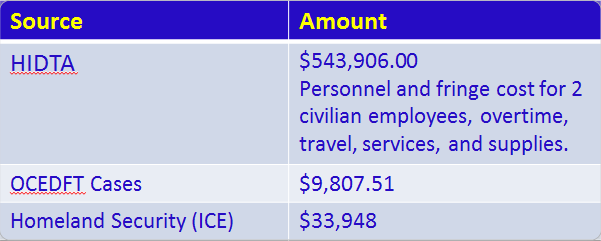 Source Amount
HIDTA $543,906.00
Personnel and fringe cost for 2
civilian employees, overtime,
travel, services, and supplies.
OCEDFT Cases $9,807.51
Homeland Security (ICE) $33,948